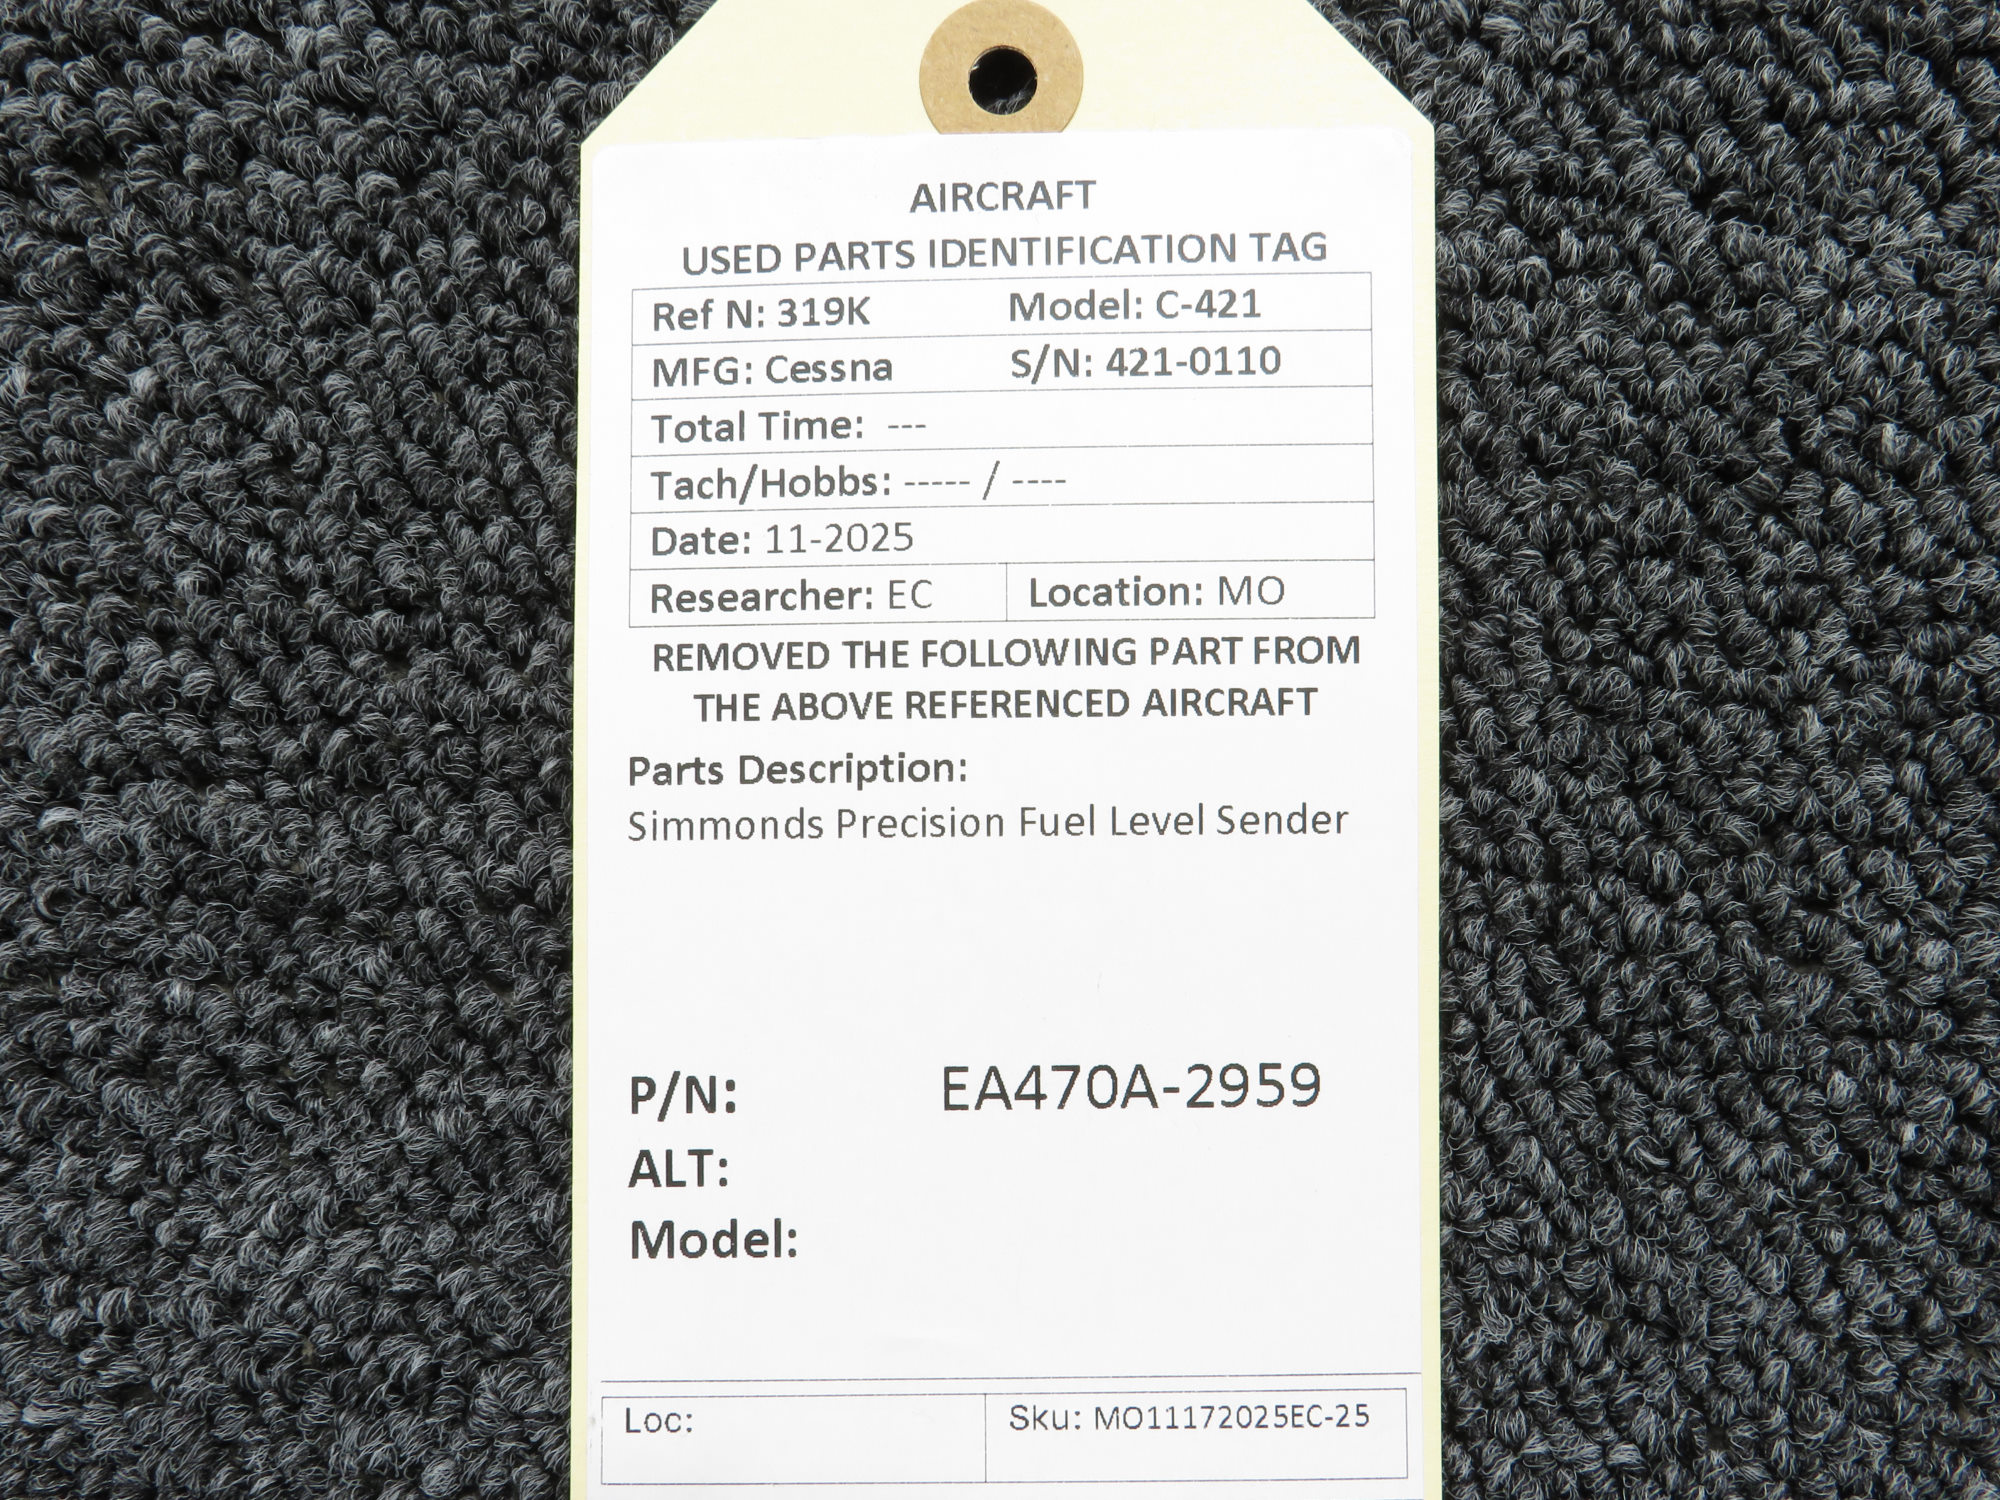 AIRCRAFT
USED PARTS IDENTIFICATION TAG
Ref N: 319K Model: C-421
MFG: Cessna S/N: 421-0110
Total Time: ---
Tach/Hobbs: ----- / ----
Date: 11-2025
Researcher: EC Location: MO
REMOVED THE FOLLOWING PART FROM
THE ABOVE REFERENCED AIRCRAFT
Parts Description:
Simmonds Precision Fuel Level Sender
P/N: EA470A-2959
ALT:
Model:
Loc: Sku: MO11172025EC-25